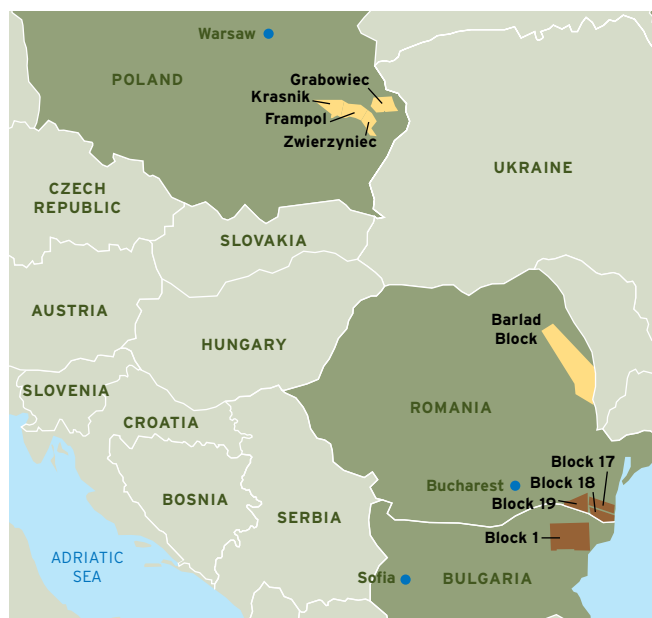 Warsaw
POLAND
Grabowiec
Krasnik
Frampol
Zwierzyniec
UKRAINE
CZECH
REPUBLIC
SLOVAKIA
AUSTRIA
Barlad
Block
HUNGARY
SLOVENIA
ROMANIA
CROATIA
Block 17
Block 18
Bucharest
Block 19
BOSNIA
SERBIA
Block 1
ADRIATIC
SEA
Sofia
BULGARIA